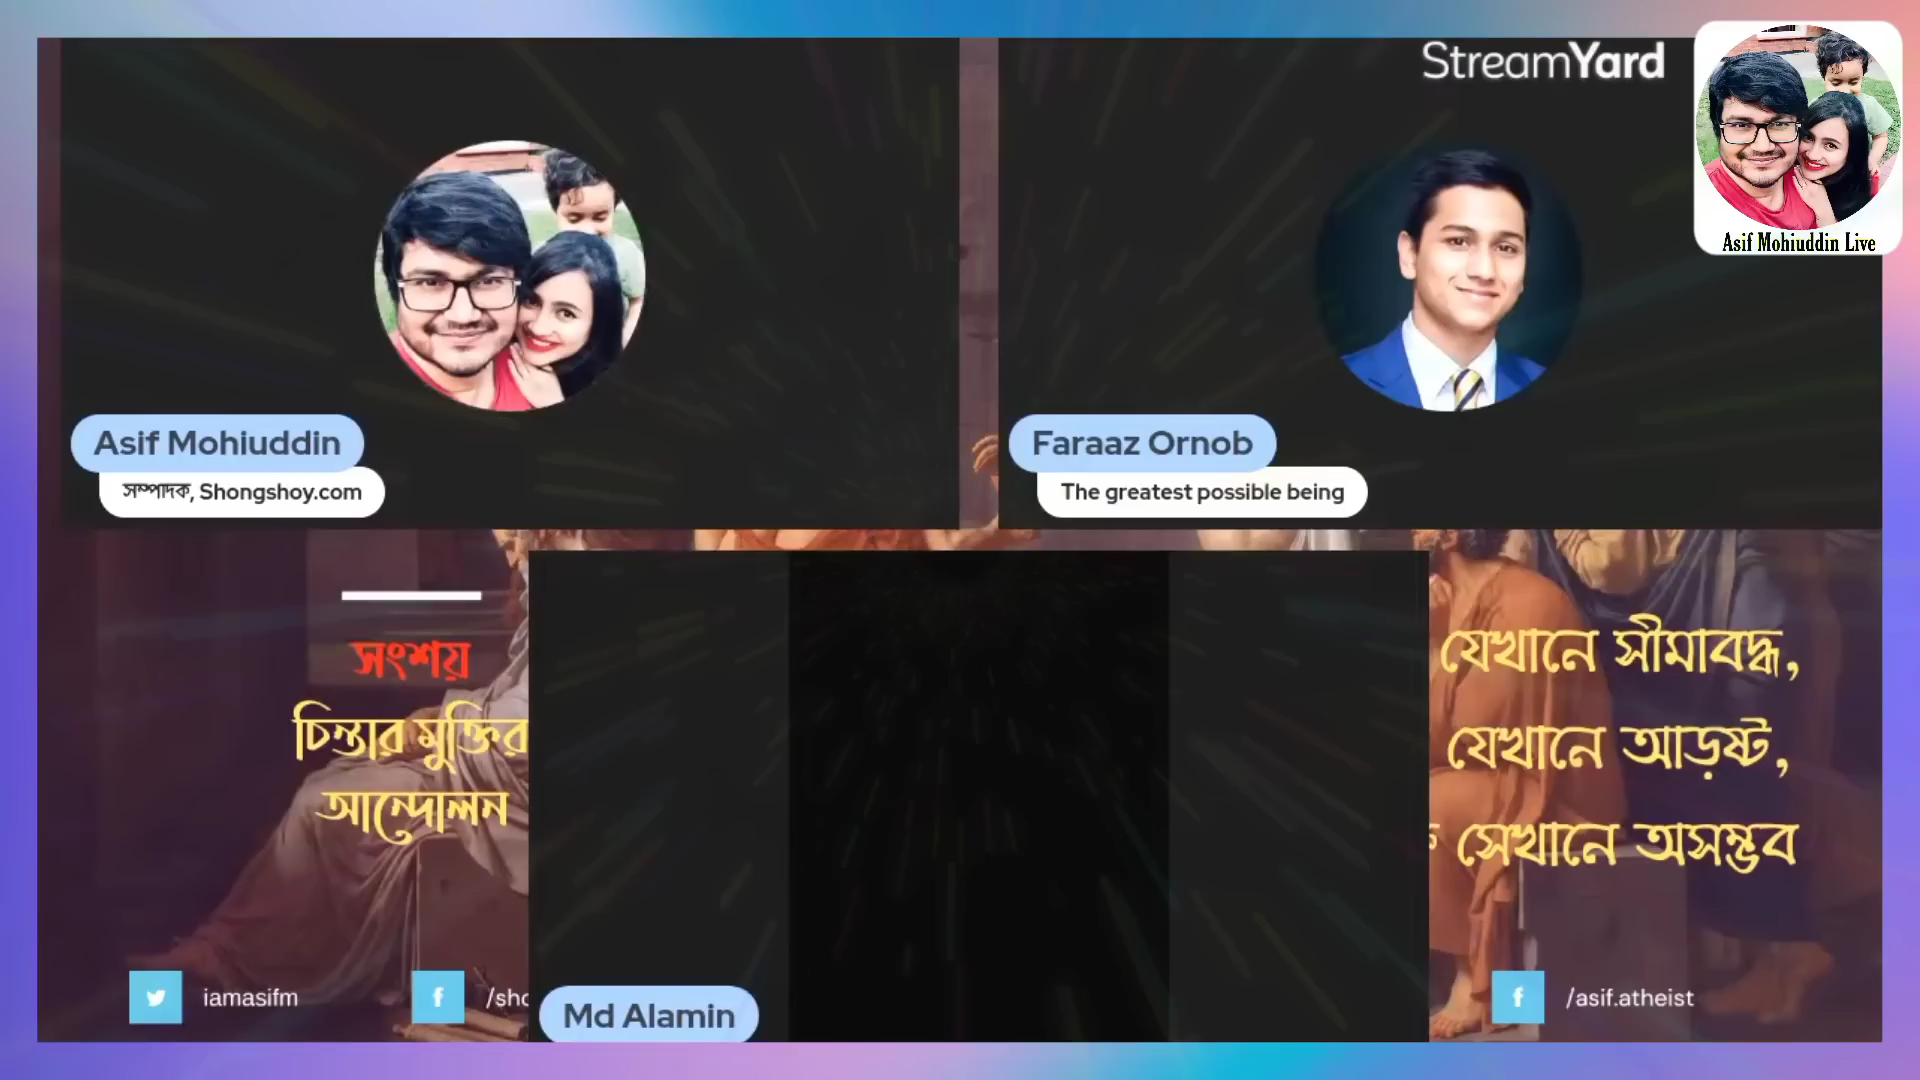 StreamYard
Asif Mohiuddin Live
Asif Mohiuddin
সম্পাদক, Shongshoy.com
Faraaz Ornob
The greatest possible being
সংশয়
চিন্তার মুক্তির
আন্দোলন
যেখানে সীমাবদ্ধ,
যেখানে আড়ষ্ট,
সেখানে অসম্ভব
iamasifm
/sho
Md Alamin
/asif.atheist